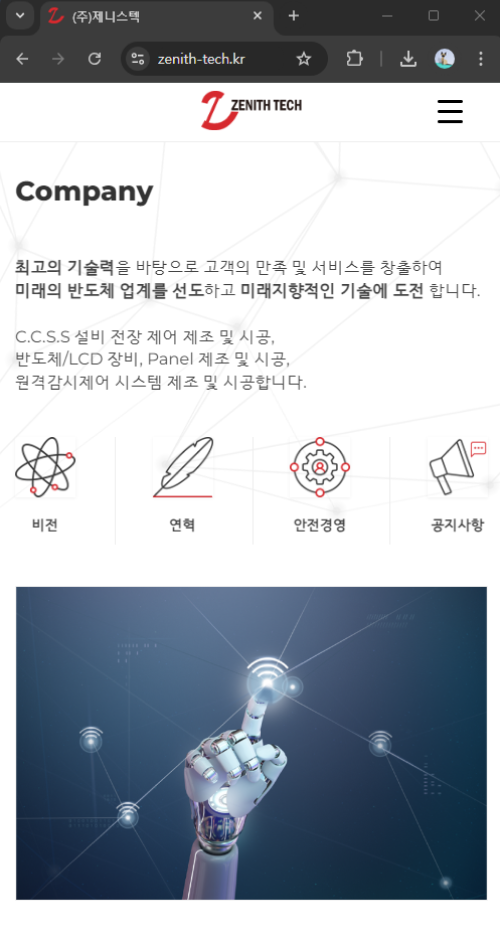 (주)제니스텍
zenith-tech.kr
ZENITH TECH
Company
최고의 기술력을 바탕으로 고객의 만족 및 서비스를 창출하여
미래의 반도체 업계를 선도하고 미래지향적인 기술에 도전 합니다.
C.C.S.S 설비 전장 제어 제조 및 시공,
반도체/LCD 장비, Panel 제조 및 시공,
원격감시제어 시스템 제조 및 시공합니다.
비전
연혁
안전경영
공지사항